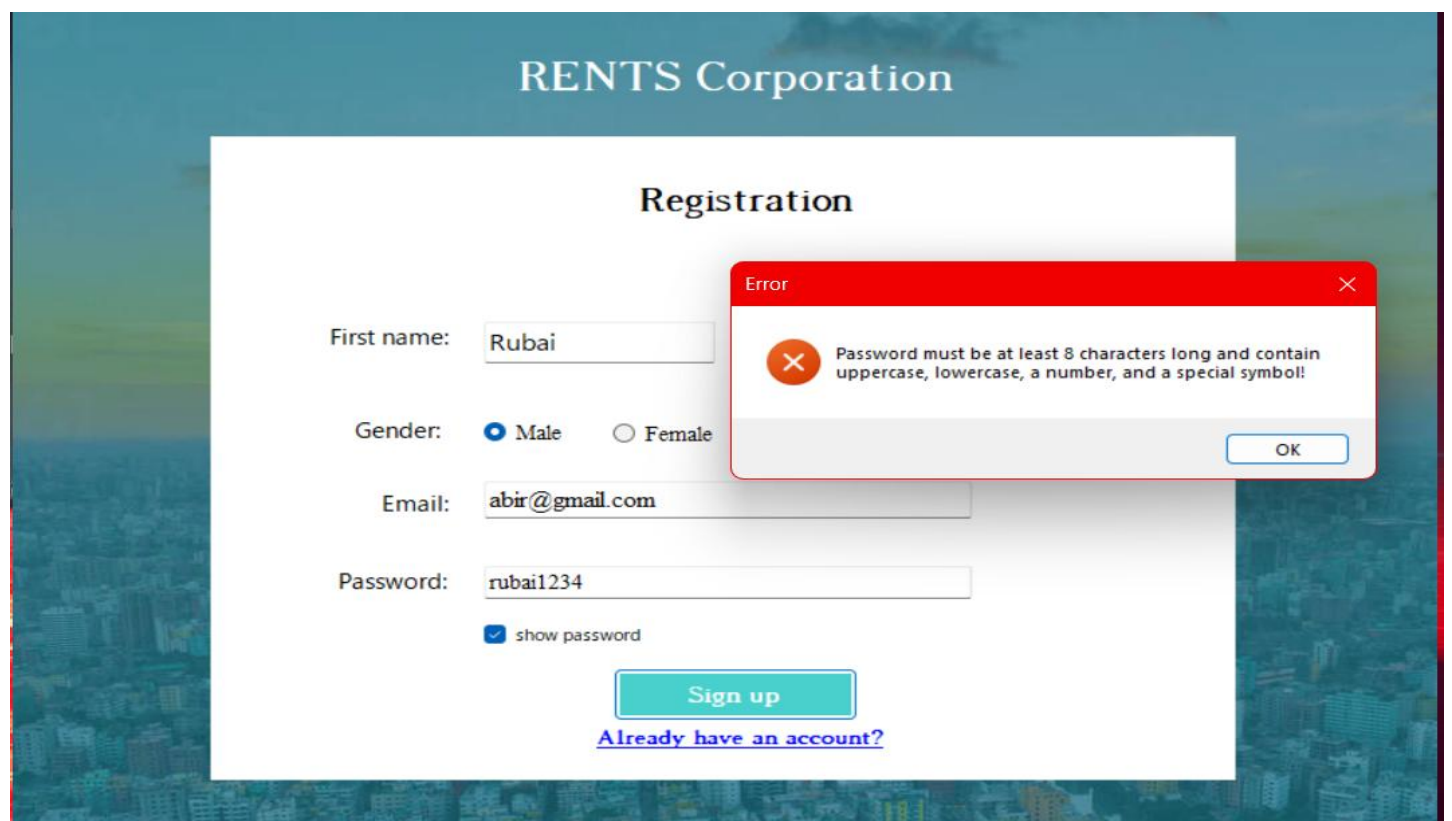 RENTS Corporation
Registration
Error
Password must be at least 8 characters long and contain
uppercase, lowercase, a number, and a special symbol!
OK
First name: Rubai
Gender: Male Female
Email: abir@gmail.com
Password: rubai1234
show password
Sign up
Already have an account?